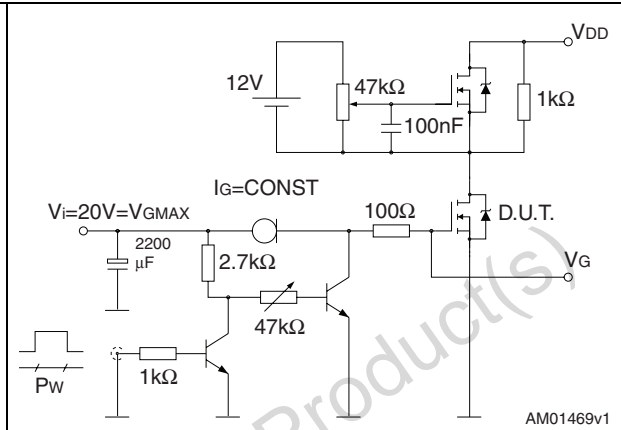 VDD
12V
47kΩ
1kΩ
100nF
IG=CONST
Vi=20V=VGMAX
100Ω
D.U.T.
2200
μF
2.7kΩ
VG
47kΩ
1kΩ
PW
Product(s)
AM01469v1